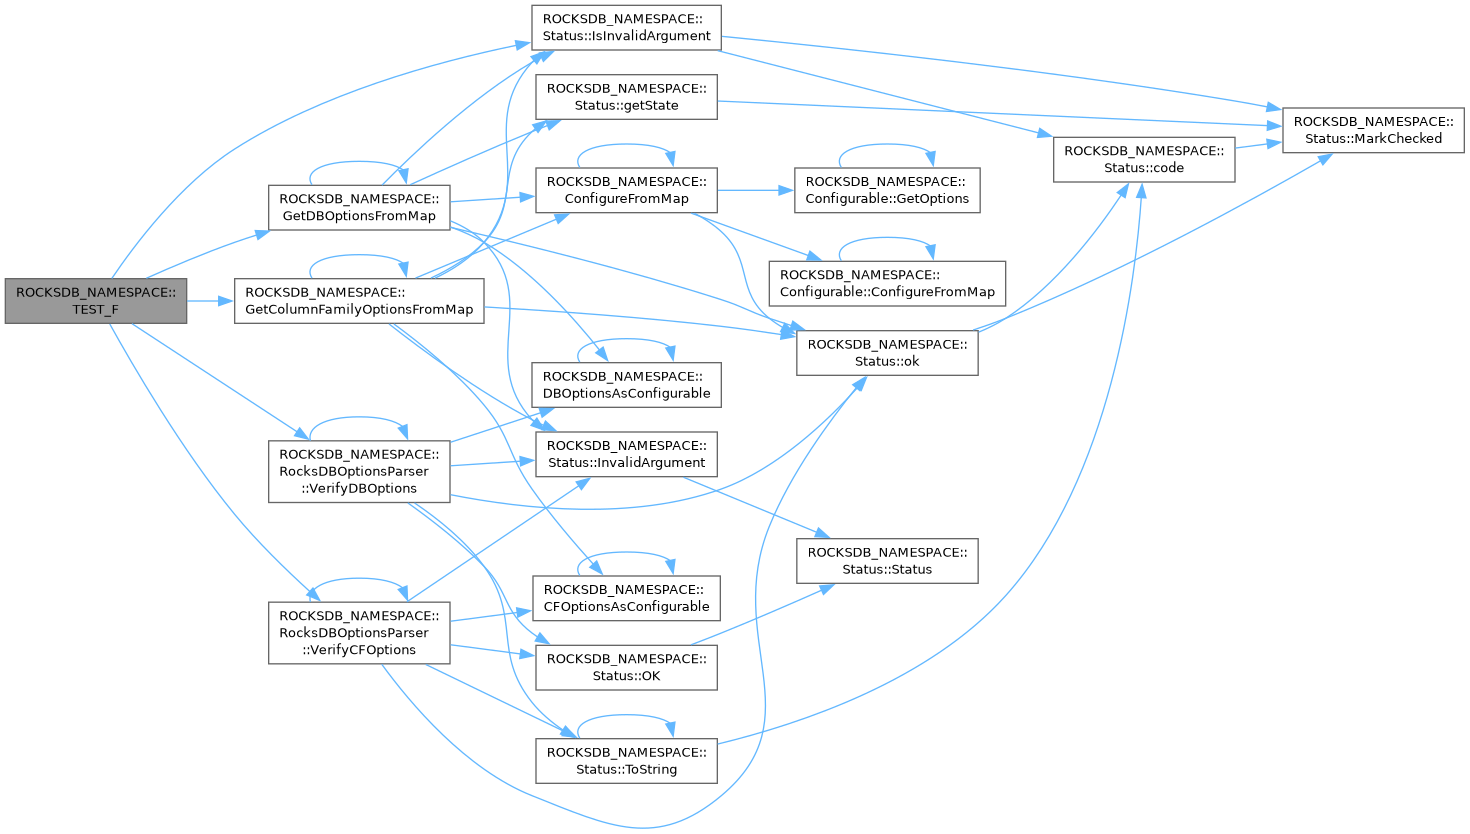 ROCKSDB_NAMESPACE::
TEST_F
ROCKSDB_NAMESPACE::
GetDBOptionsFromMap
ROCKSDB_NAMESPACE::
GetColumnFamilyOptionsFromMap
ROCKSDB_NAMESPACE::
RocksDBOptionsParser
::VerifyDBOptions
ROCKSDB_NAMESPACE::
RocksDBOptionsParser
::VerifyCFOptions
ROCKSDB_NAMESPACE::
Status::IsInvalidArgument
ROCKSDB_NAMESPACE::
Status::getState
ROCKSDB_NAMESPACE::
ConfigureFromMap
ROCKSDB_NAMESPACE::
DBOptionsAsConfigurable
ROCKSDB_NAMESPACE::
Status::InvalidArgument
ROCKSDB_NAMESPACE::
CFOptionsAsConfigurable
ROCKSDB_NAMESPACE::
Status::OK
ROCKSDB_NAMESPACE::
Status::ToString
ROCKSDB_NAMESPACE::
Configurable::GetOptions
ROCKSDB_NAMESPACE::
Configurable::ConfigureFromMap
ROCKSDB_NAMESPACE::
Status::ok
ROCKSDB_NAMESPACE::
Status::Status
ROCKSDB_NAMESPACE::
Status::code
ROCKSDB_NAMESPACE::
Status::MarkChecked